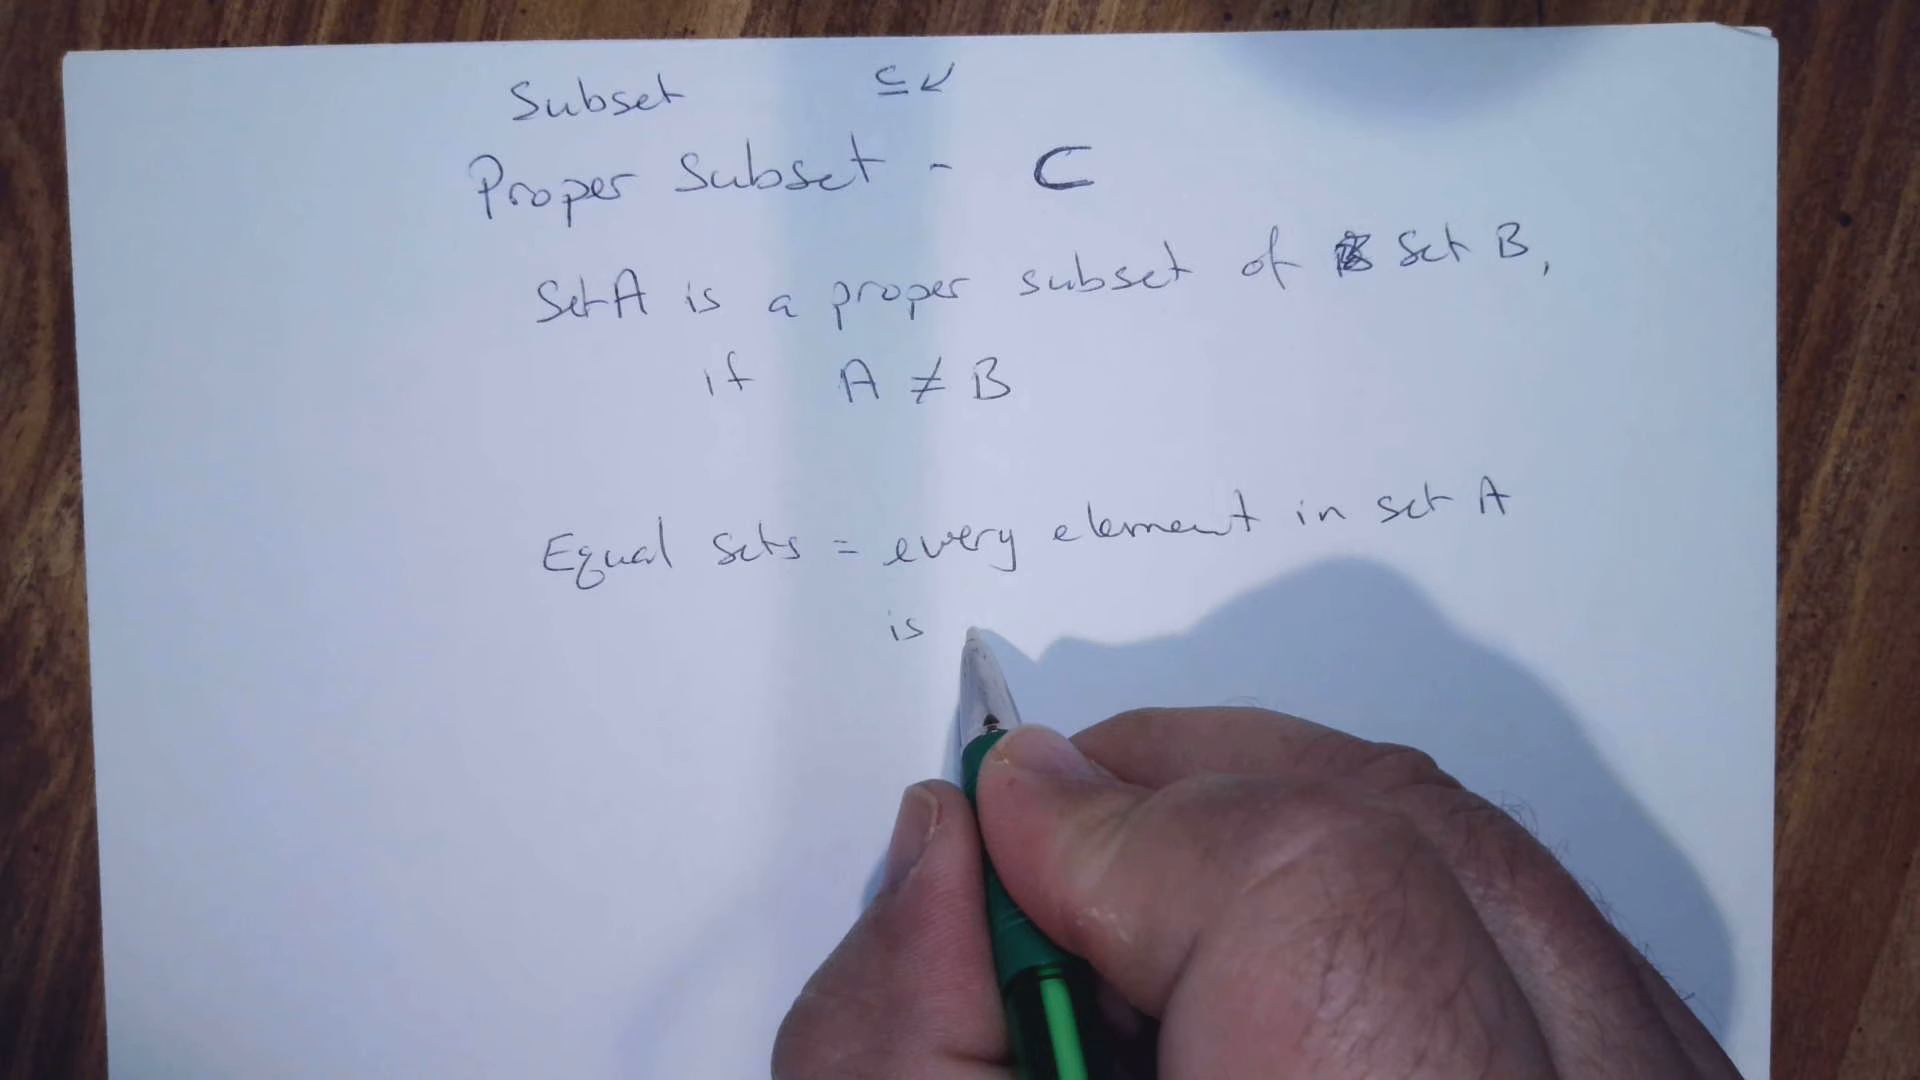 Subset ⊆
Proper Subset - ⊂
Set A is a proper subset of Set B,
if A ≠ B
Equal Sets = every element in set A
is